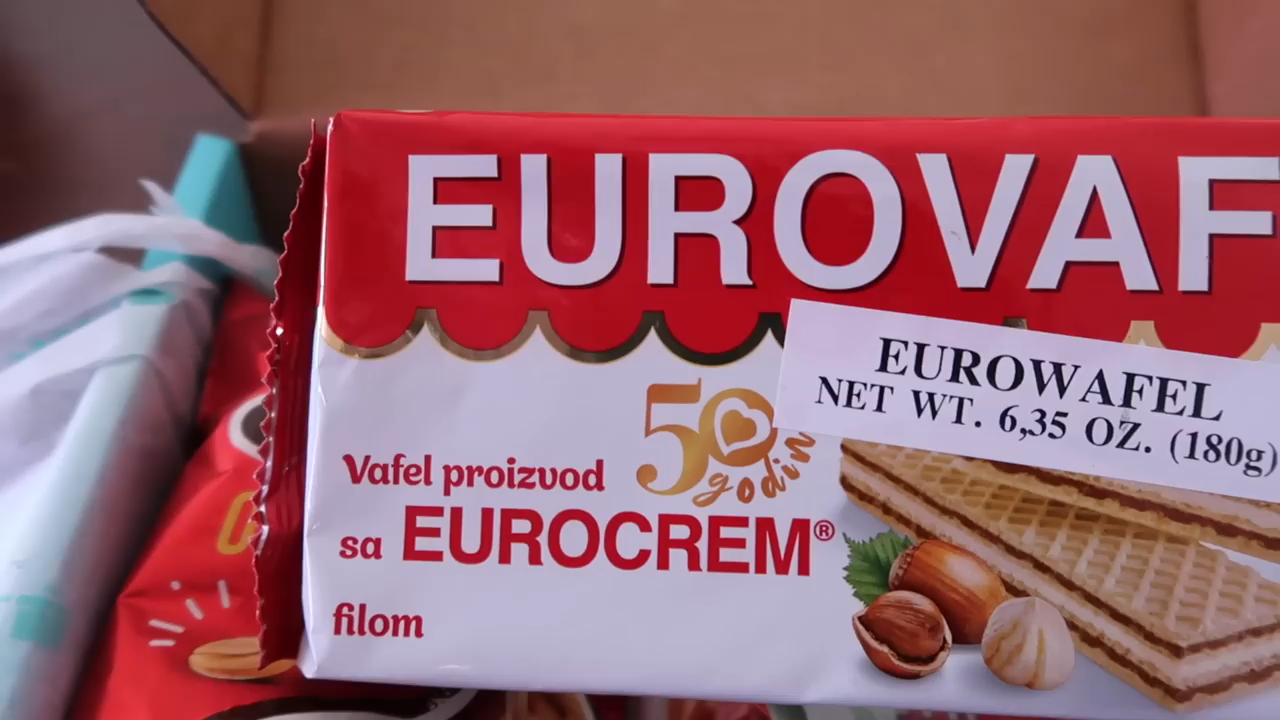 EUROVAF
EUROWAFEL
NET WT. 6,35 OZ. (180g)
50
godin
Vafel proizvod
sa EUROCREM®
filom